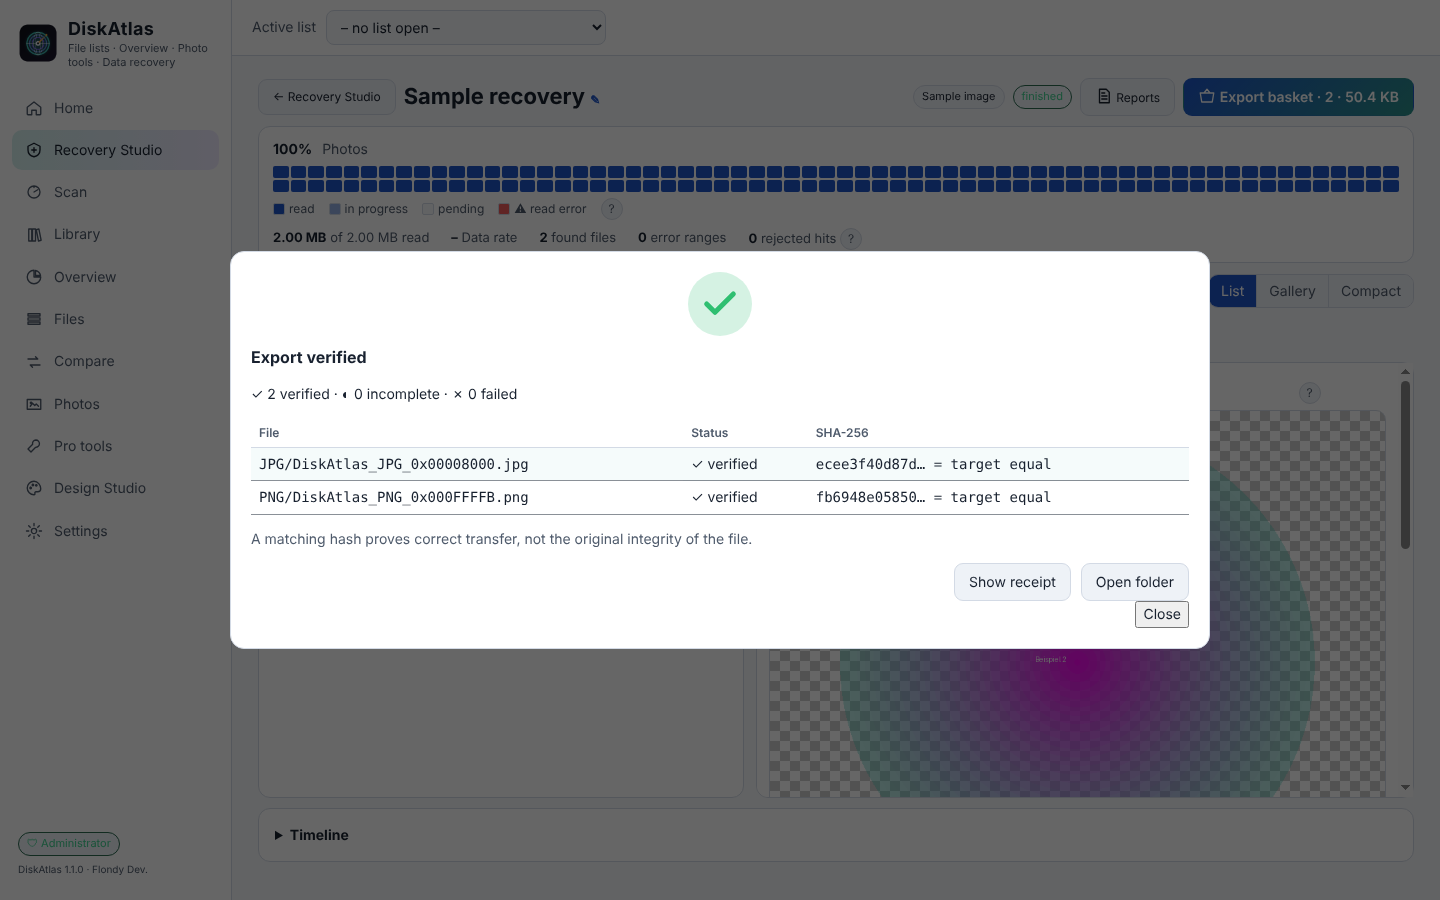 DiskAtlas
File lists · Overview · Photo
tools · Data recovery
Home
Recovery Studio
Scan
Library
Overview
Files
Compare
Photos
Pro tools
Design Studio
Settings
Administrator
DiskAtlas 1.1.0 · Flondy Dev.
Active list
– no list open –
← Recovery Studio
Sample recovery
Sample image
finished
Reports
Export basket · 2 · 50.4 KB
100% Photos
read
in progress
pending
read error
?
2.00 MB of 2.00 MB read
– Data rate
2 found files
0 error ranges
0 rejected hits
?
List
Gallery
Compact
?
Export verified
✓ 2 verified · 0 incomplete · × 0 failed
File Status SHA-256
JPG/DiskAtlas_JPG_0x00008000.jpg ✓ verified ecee3f40d87d… = target equal
PNG/DiskAtlas_PNG_0x000FFFFB.png ✓ verified fb6948e05850… = target equal
A matching hash proves correct transfer, not the original integrity of the file.
Show receipt
Open folder
Close
Beispiel 2
Timeline